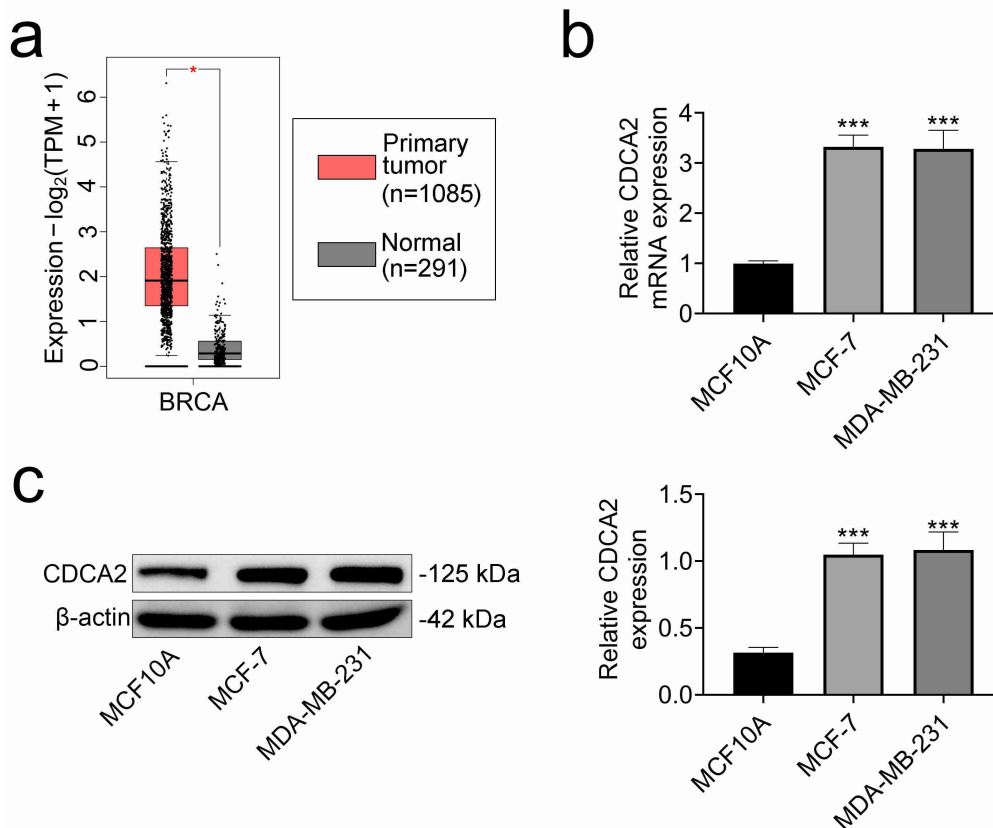 a
Expression−log₂(TPM+1)
6
5
4
3
2
1
0
*
BRCA
Primary
tumor
(n=1085)
Normal
(n=291)
b
Relative CDCA2
mRNA expression
4
3
2
1
0
***
***
MCF10A
MCF-7
MDA-MB-231
c
CDCA2
-125 kDa
β-actin
-42 kDa
MCF10A
MCF-7
MDA-MB-231
Relative CDCA2
expression
1.5
1.0
0.5
0.0
***
***
MCF10A
MCF-7
MDA-MB-231